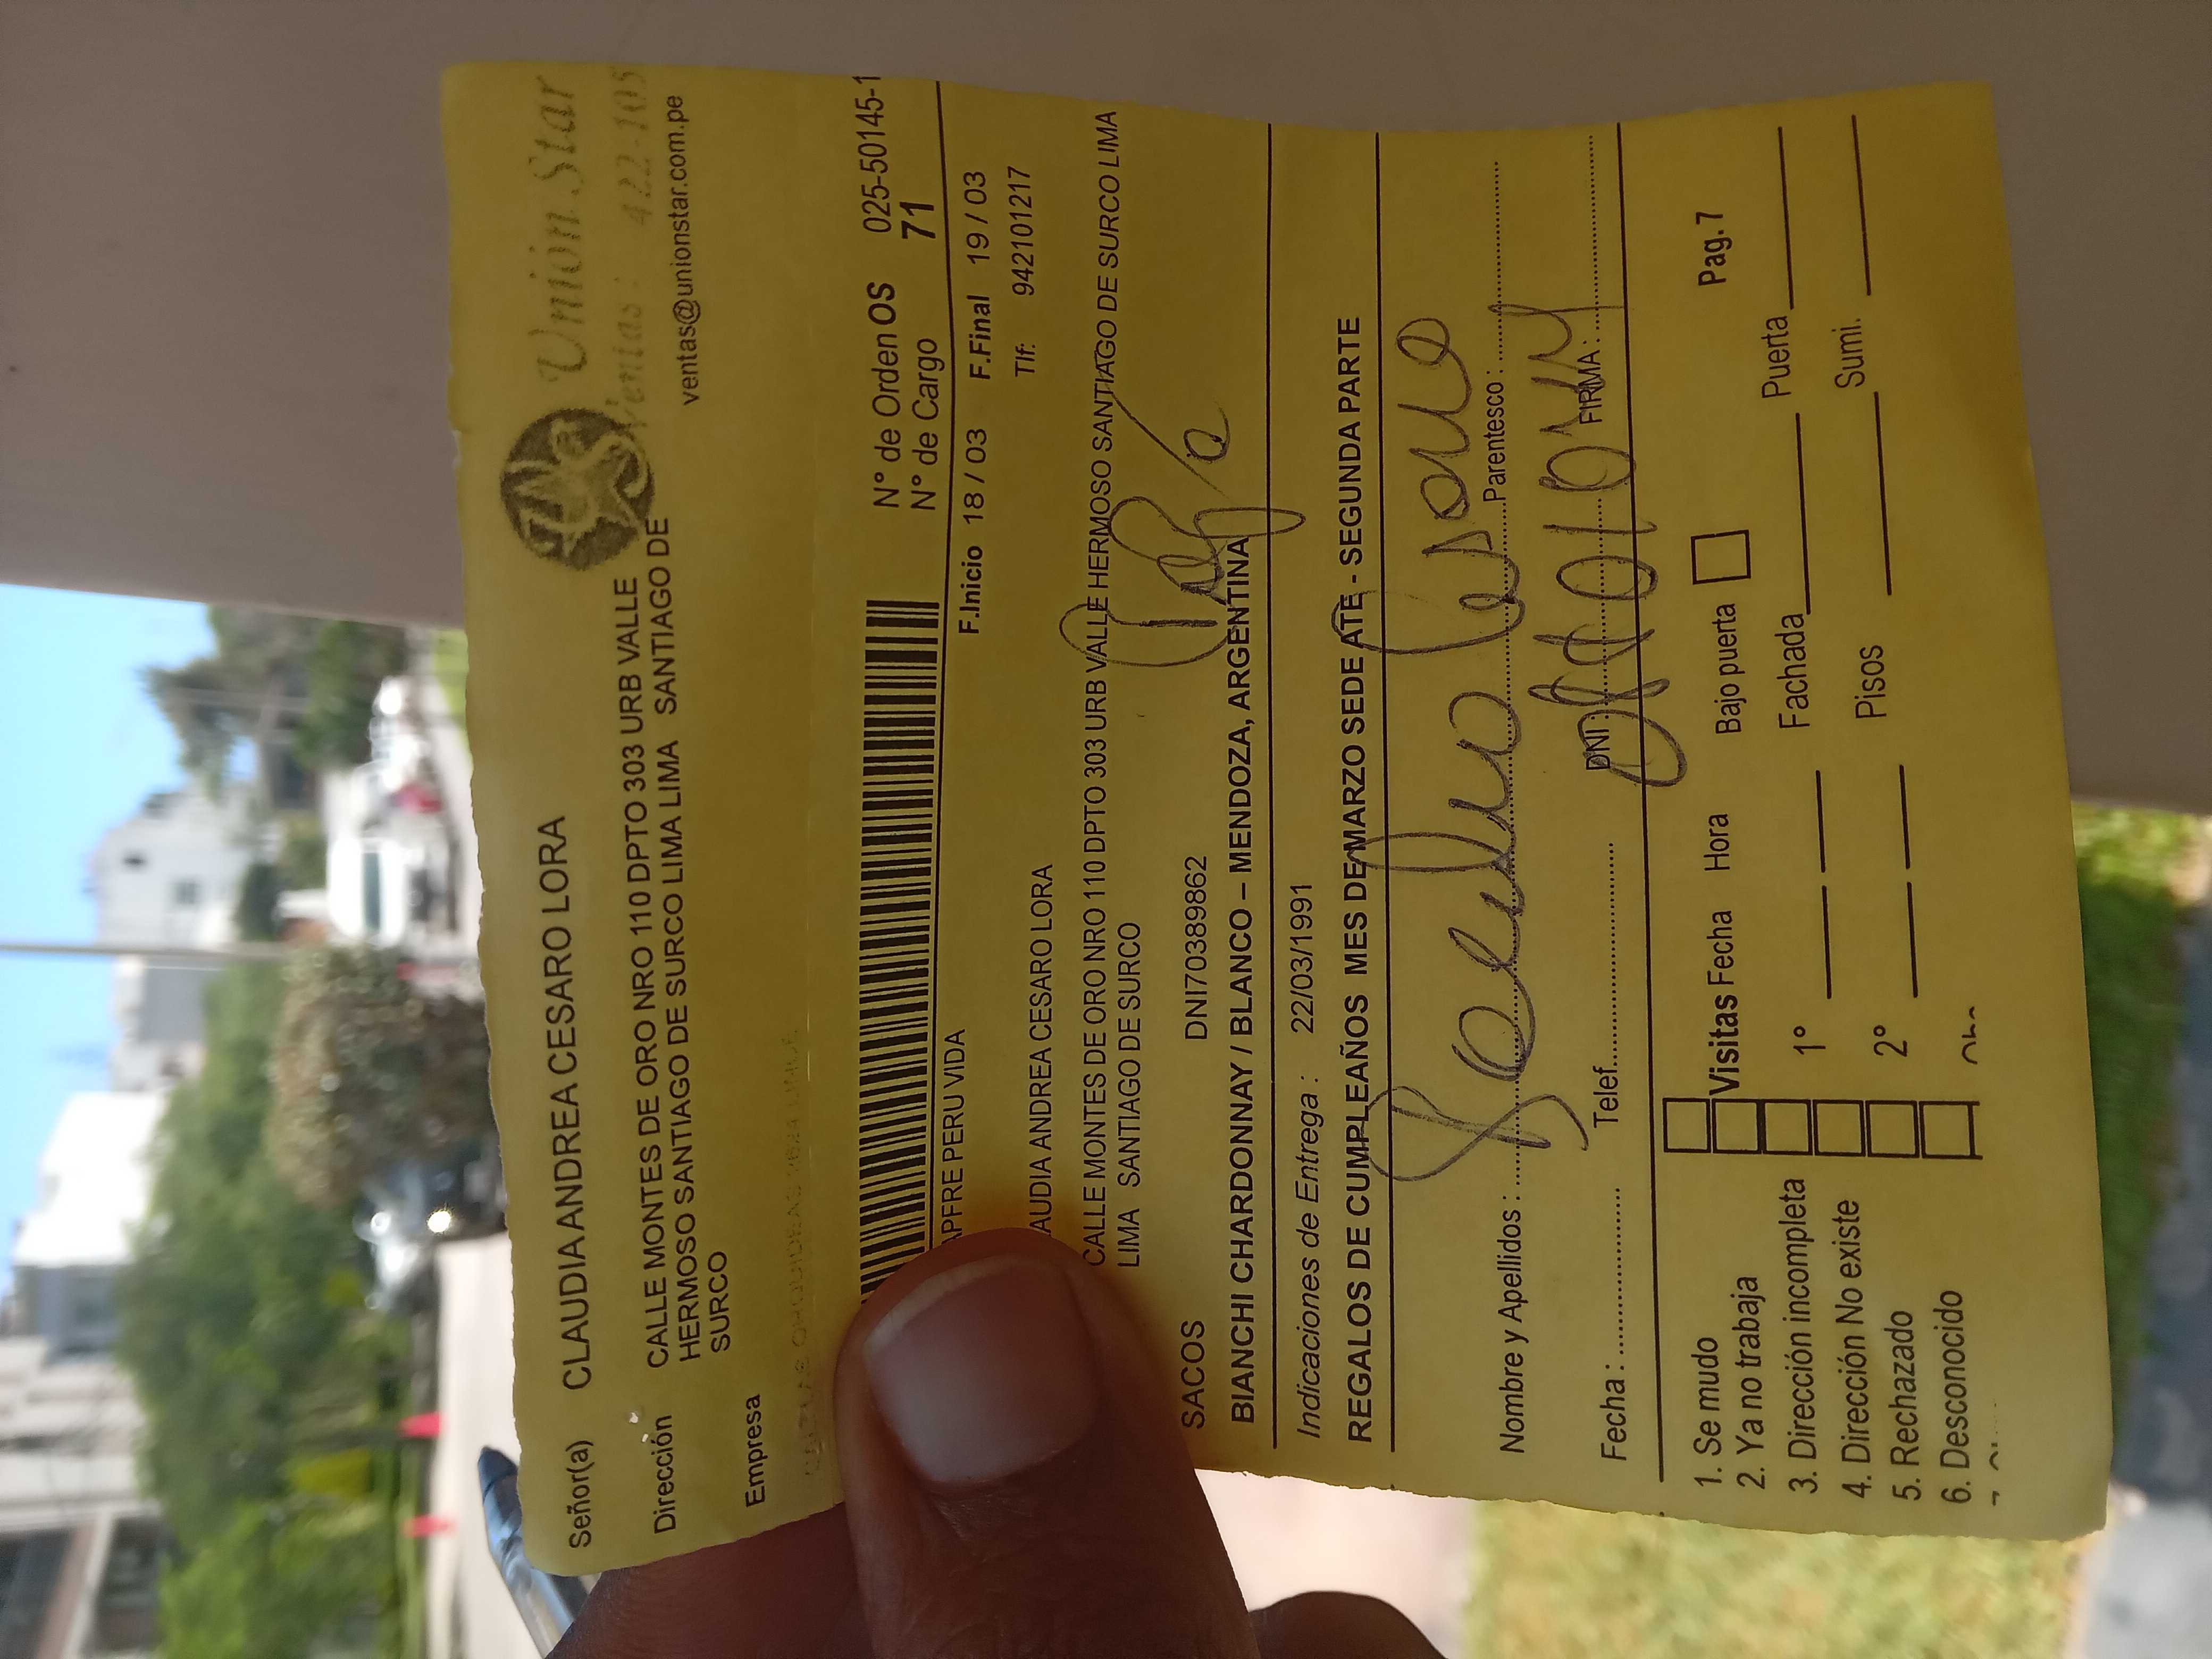 Unión Star
Ventas: 422-105
ventas@unionstar.com.pe
Señor(a) CLAUDIA ANDREA CESARO LORA
Dirección CALLE MONTES DE ORO NRO 110 DPTO 303 URB VALLE
HERMOSO SANTIAGO DE SURCO LIMA LIMA SANTIAGO DE
SURCO
Empresa
N° de Orden OS 025-50145-1
N° de Cargo 71
APFRE PERU VIDA F.Inicio 18 / 03 F.Final 19 / 03
Tlf: 942101217
AUDIA ANDREA CESARO LORA
CALLE MONTES DE ORO NRO 110 DPTO 303 URB VALLE HERMOSO SANTIAGO DE SURCO LIMA
LIMA SANTIAGO DE SURCO
SACOS DNI70389862
BIANCHI CHARDONNAY / BLANCO – MENDOZA, ARGENTINA
Indicaciones de Entrega : 22/03/1991
REGALOS DE CUMPLEAÑOS MES DE MARZO SEDE ATE - SEGUNDA PARTE
Nombre y Apellidos : Parentesco :
Fecha : Telef. DNI: FIRMA :
1. Se mudo
2. Ya no trabaja
3. Dirección incompleta
4. Dirección No existe
5. Rechazado
6. Desconocido
Visitas Fecha Hora Bajo puerta Pag.7
1° Fachada Puerta
2° Pisos Sumi.